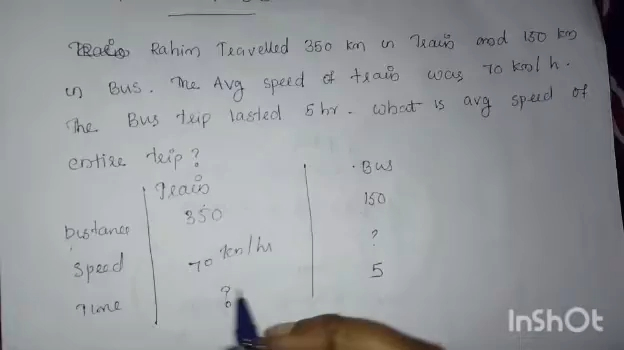 Rahim Travelled 350 km in Train and 150 km
in Bus. The Avg speed of train was 70 km/h.
The Bus trip lasted 5 hr. What is avg speed of
entire trip?
Train Bus
Distance 350 150
Speed 70 km/hr ?
Time ? 5
InShOt